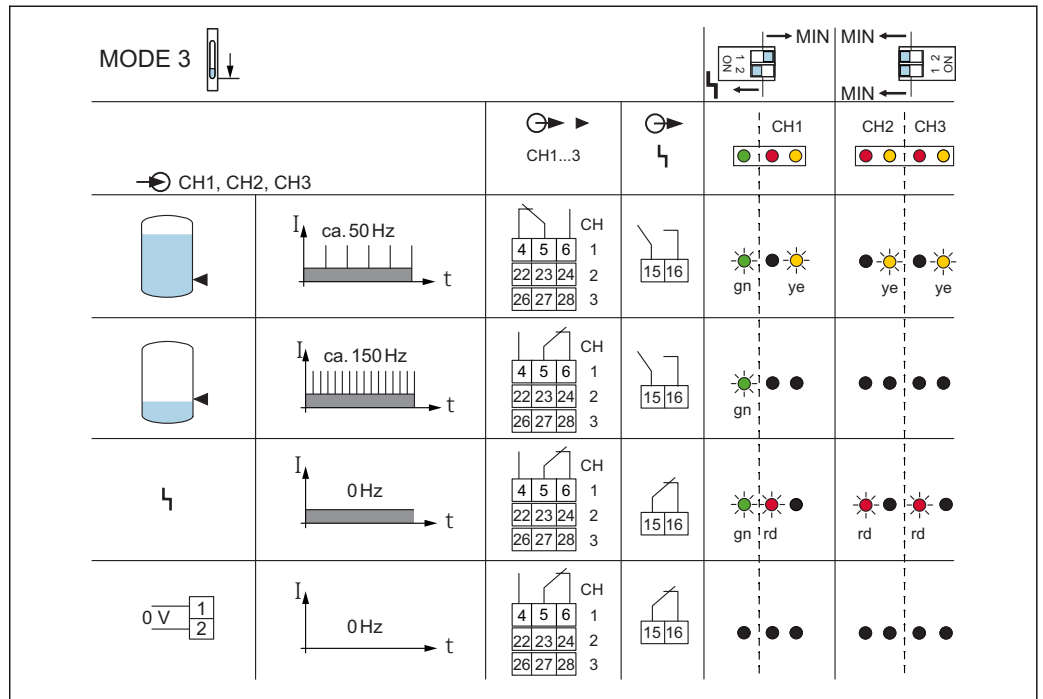 MODE 3
MIN
MIN
ON
1 2
1 2
ON
MIN
CH1...3
CH1
CH2
CH3
CH1, CH2, CH3
I
ca. 50 Hz
t
CH
4 5 6 1
22 23 24 2
26 27 28 3
15 16
gn
ye
ye
ye
I
ca. 150 Hz
t
CH
4 5 6 1
22 23 24 2
26 27 28 3
15 16
gn
I
0 Hz
t
CH
4 5 6 1
22 23 24 2
26 27 28 3
15 16
gn
rd
rd
rd
0 V
1
2
I
0 Hz
t
CH
4 5 6 1
22 23 24 2
26 27 28 3
15 16